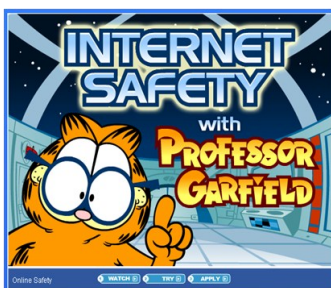 INTERNET
SAFETY
with
PROFESSOR
GARFIELD
Online Safety
WATCH
TRY
APPLY